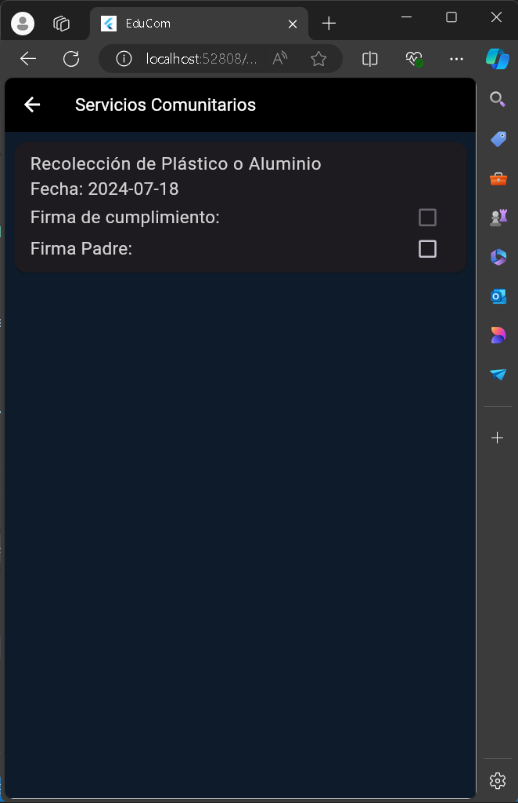 EduCom
localhost:52808/...
Servicios Comunitarios
Recolección de Plástico o Aluminio
Fecha: 2024-07-18
Firma de cumplimiento:
Firma Padre: